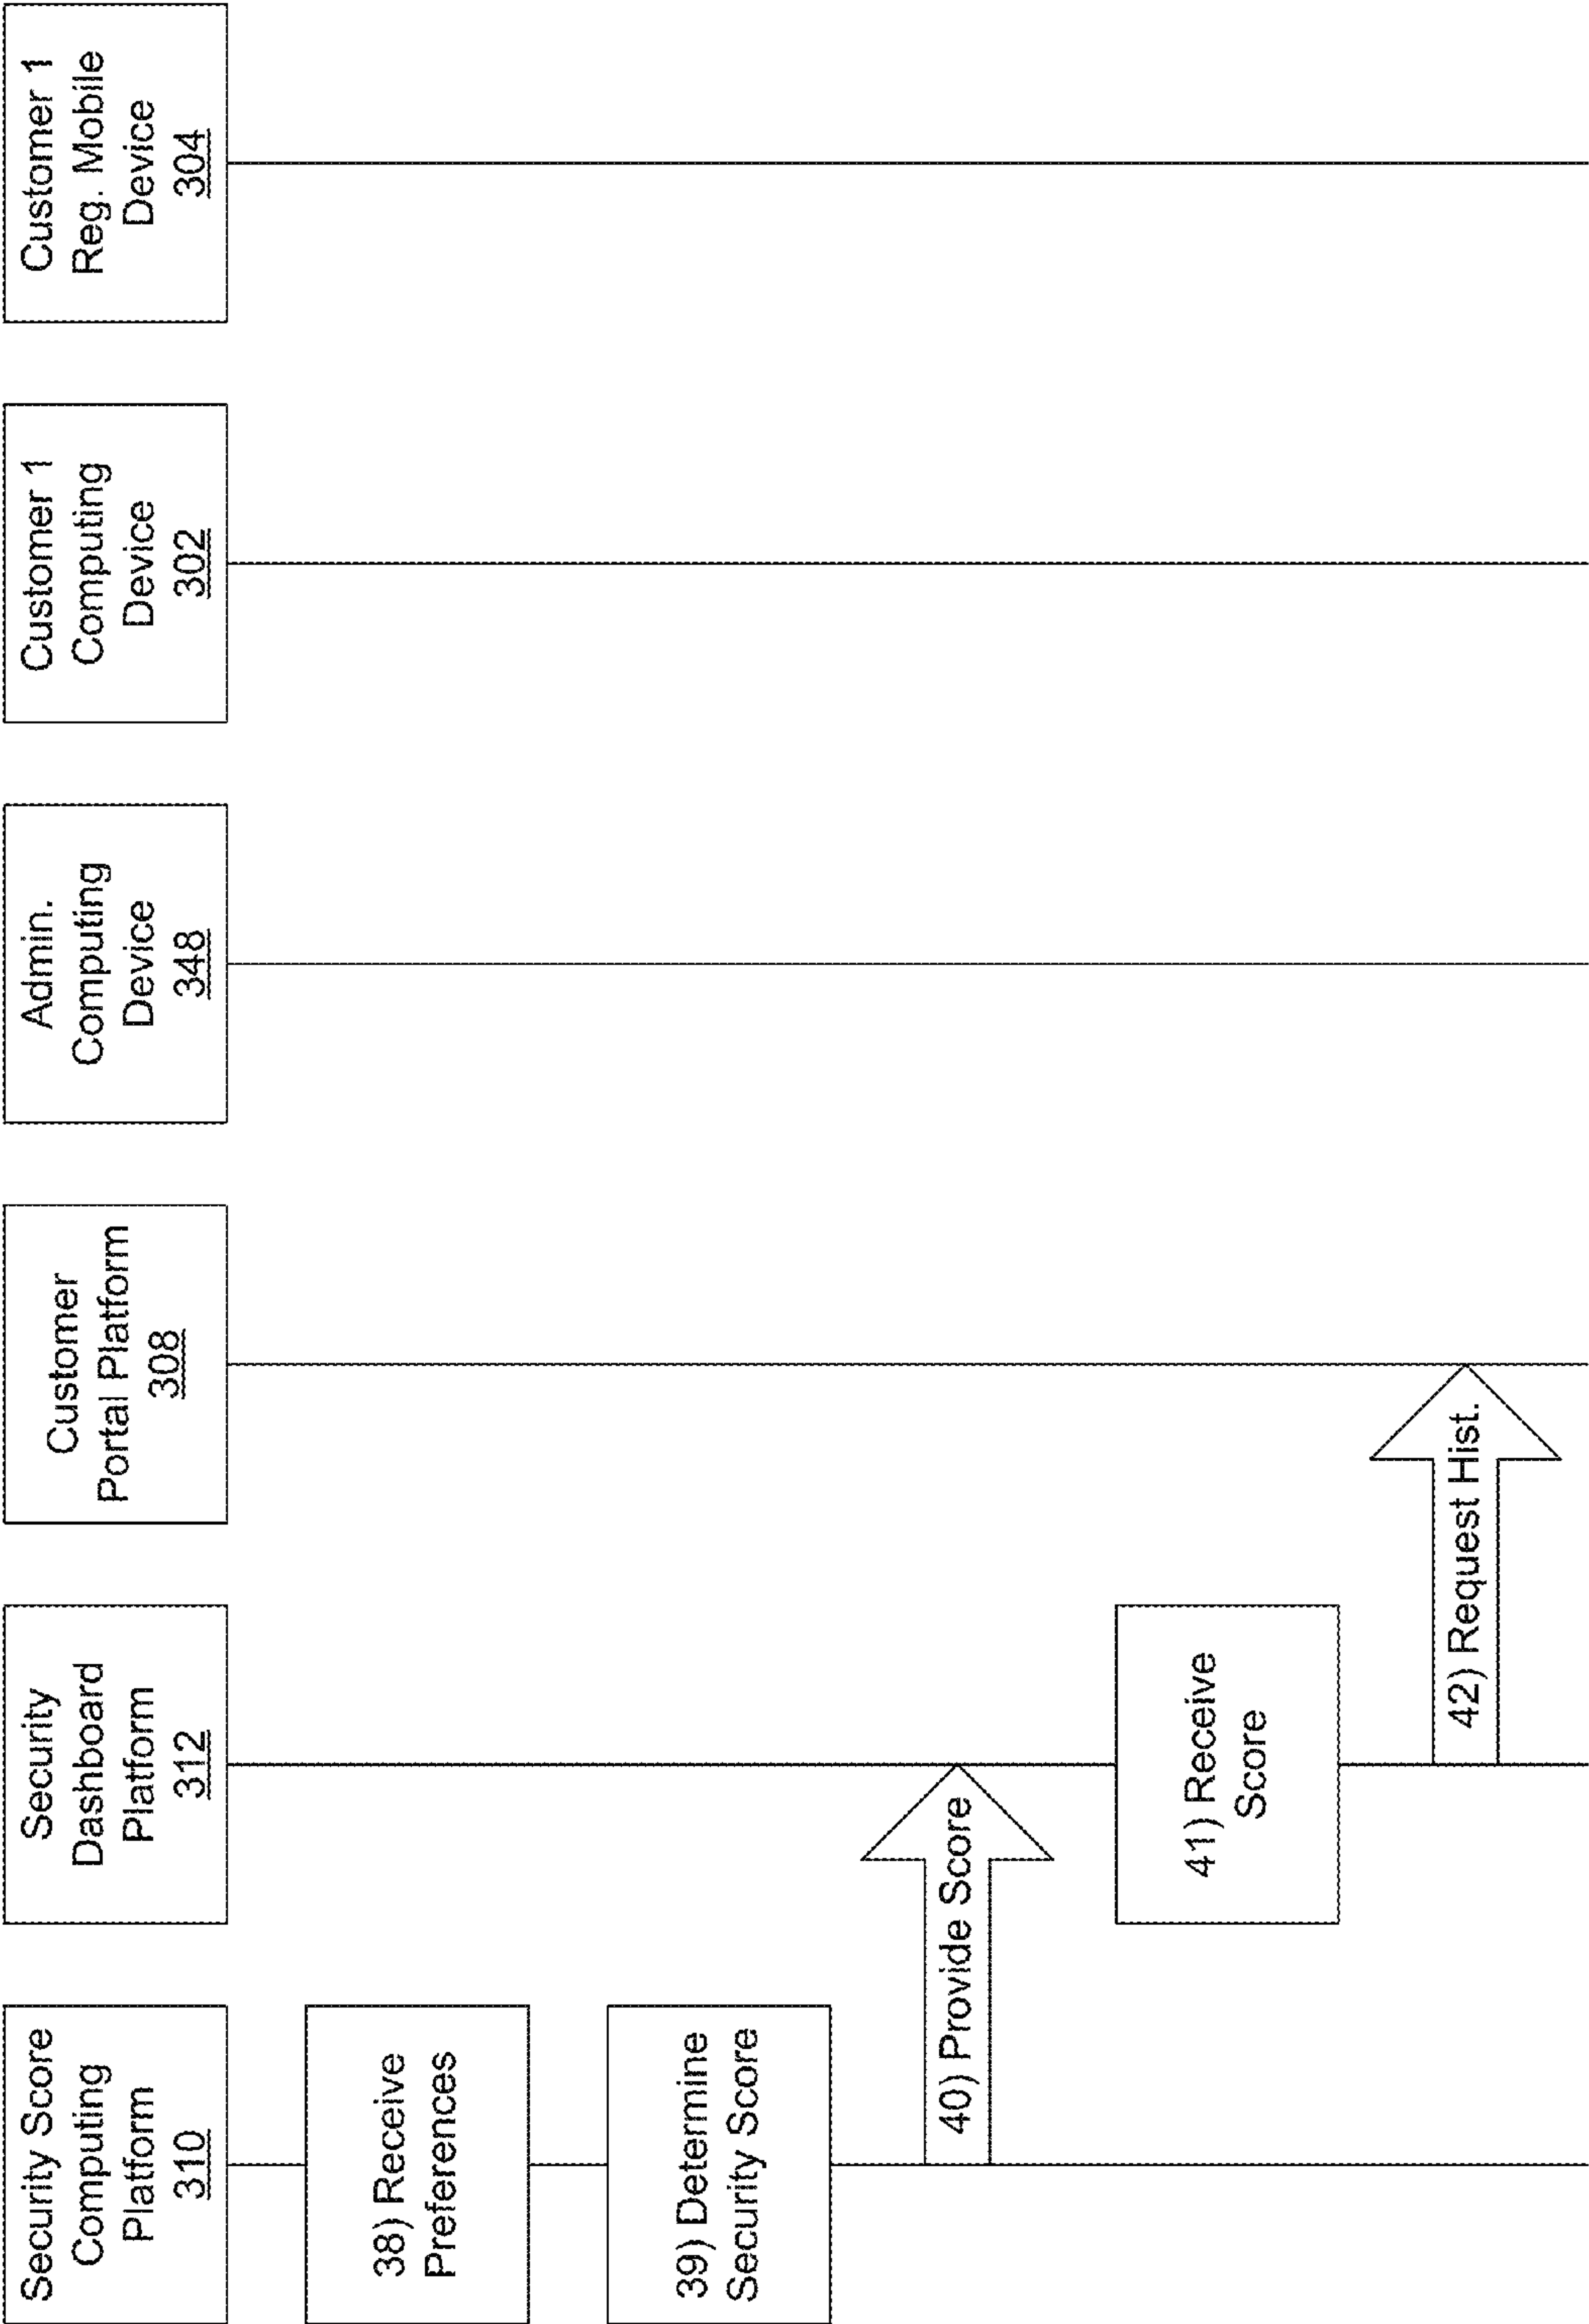 Security Score
Computing
Platform
310
Security
Dashboard
Platform
312
Customer
Portal Platform
308
Admin.
Computing
Device
348
Customer 1
Computing
Device
302
Customer 1
Reg. Mobile
Device
304
38) Receive
Preferences
39) Determine
Security Score
40) Provide Score
41) Receive
Score
42) Request Hist.